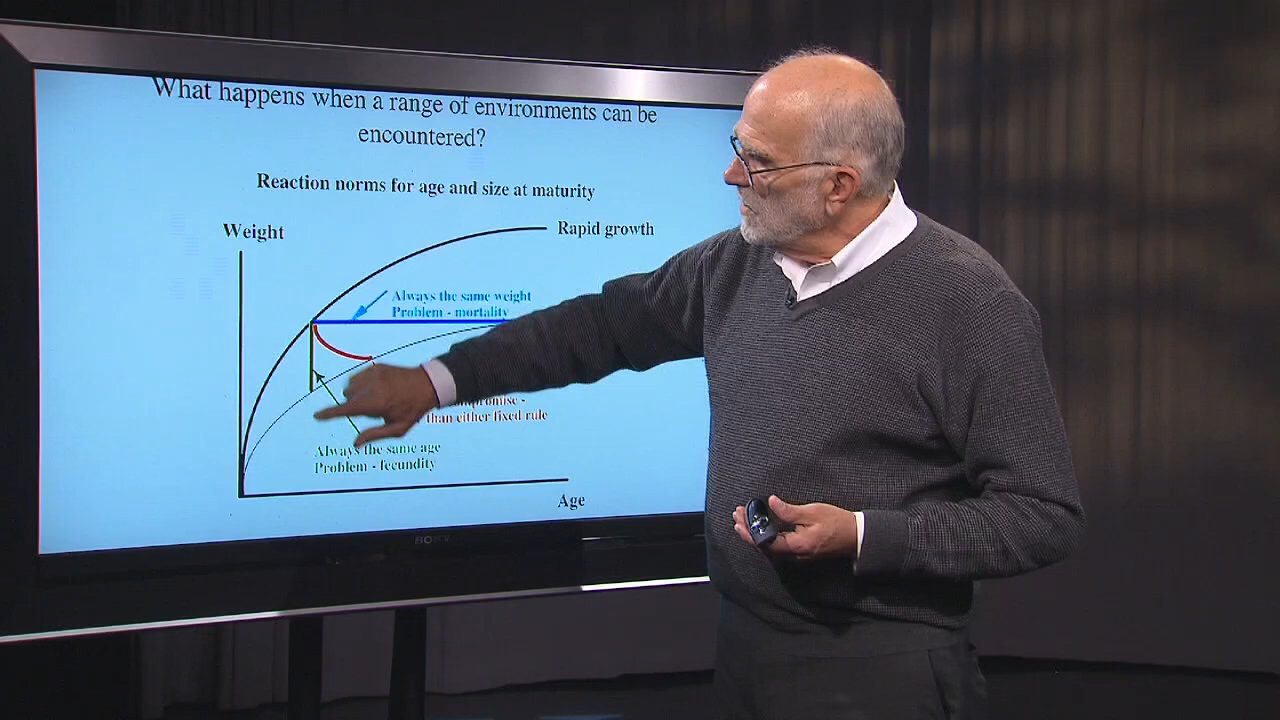 What happens when a range of environments can be
encountered?
Reaction norms for age and size at maturity
Weight
Rapid growth
Always the same weight
Problem - mortality
than either fixed rule
Always the same age
Problem - fecundity
Age
SONY